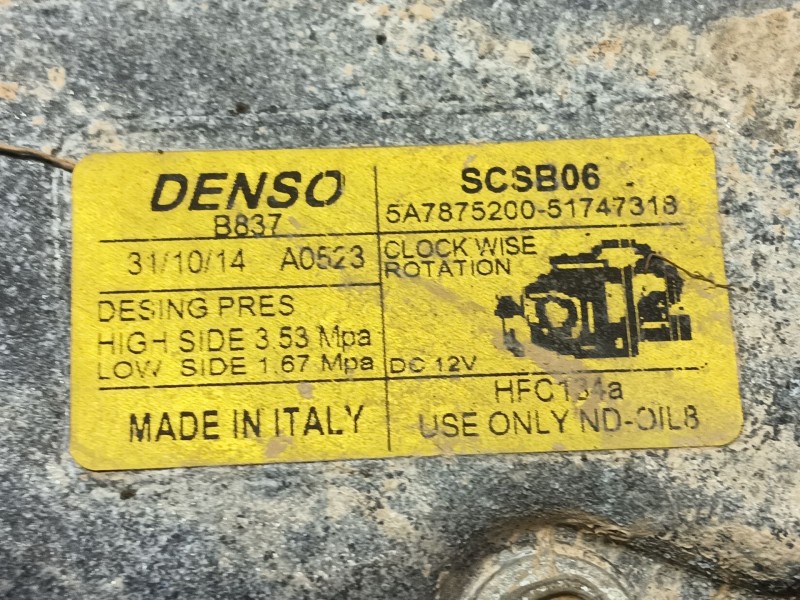 DENSO
B837
SCSB06
5A7875200-51747318
31/10/14 A0523
CLOCK WISE
ROTATION
DESING PRES
HIGH SIDE 3.53 Mpa
LOW SIDE 1.67 Mpa
DC 12V
MADE IN ITALY
HFC134a
USE ONLY ND-OIL8